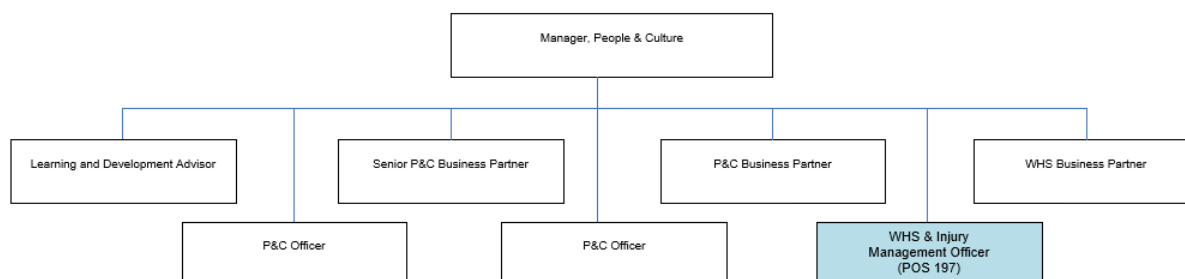 Manager, People & Culture
Learning and Development Advisor
Senior P&C Business Partner
P&C Business Partner
WHS Business Partner
P&C Officer
P&C Officer
WHS & Injury
Management Officer
(POS 197)